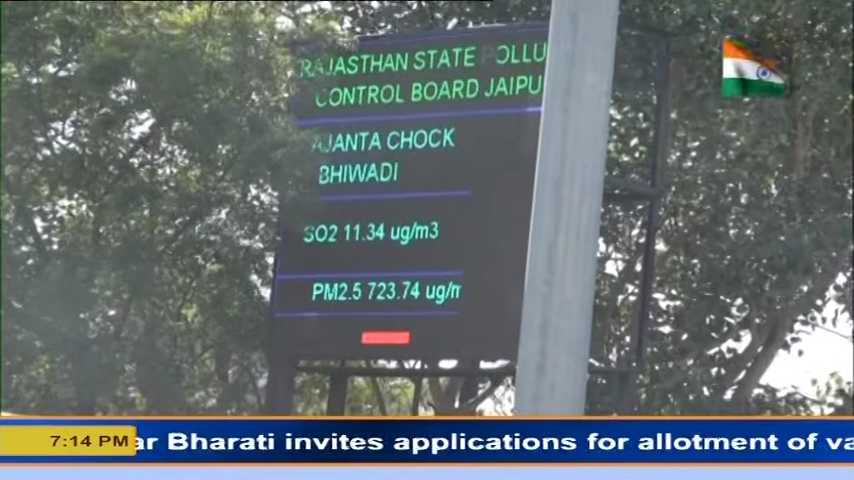 RAJASTHAN STATE POLLU
CONTROL BOARD JAIPU
AJANTA CHOCK
BHIWADI
SO2 11.34 ug/m3
PM2.5 723.74 ug/m
7:14 PM
ar Bharati invites applications for allotment of va